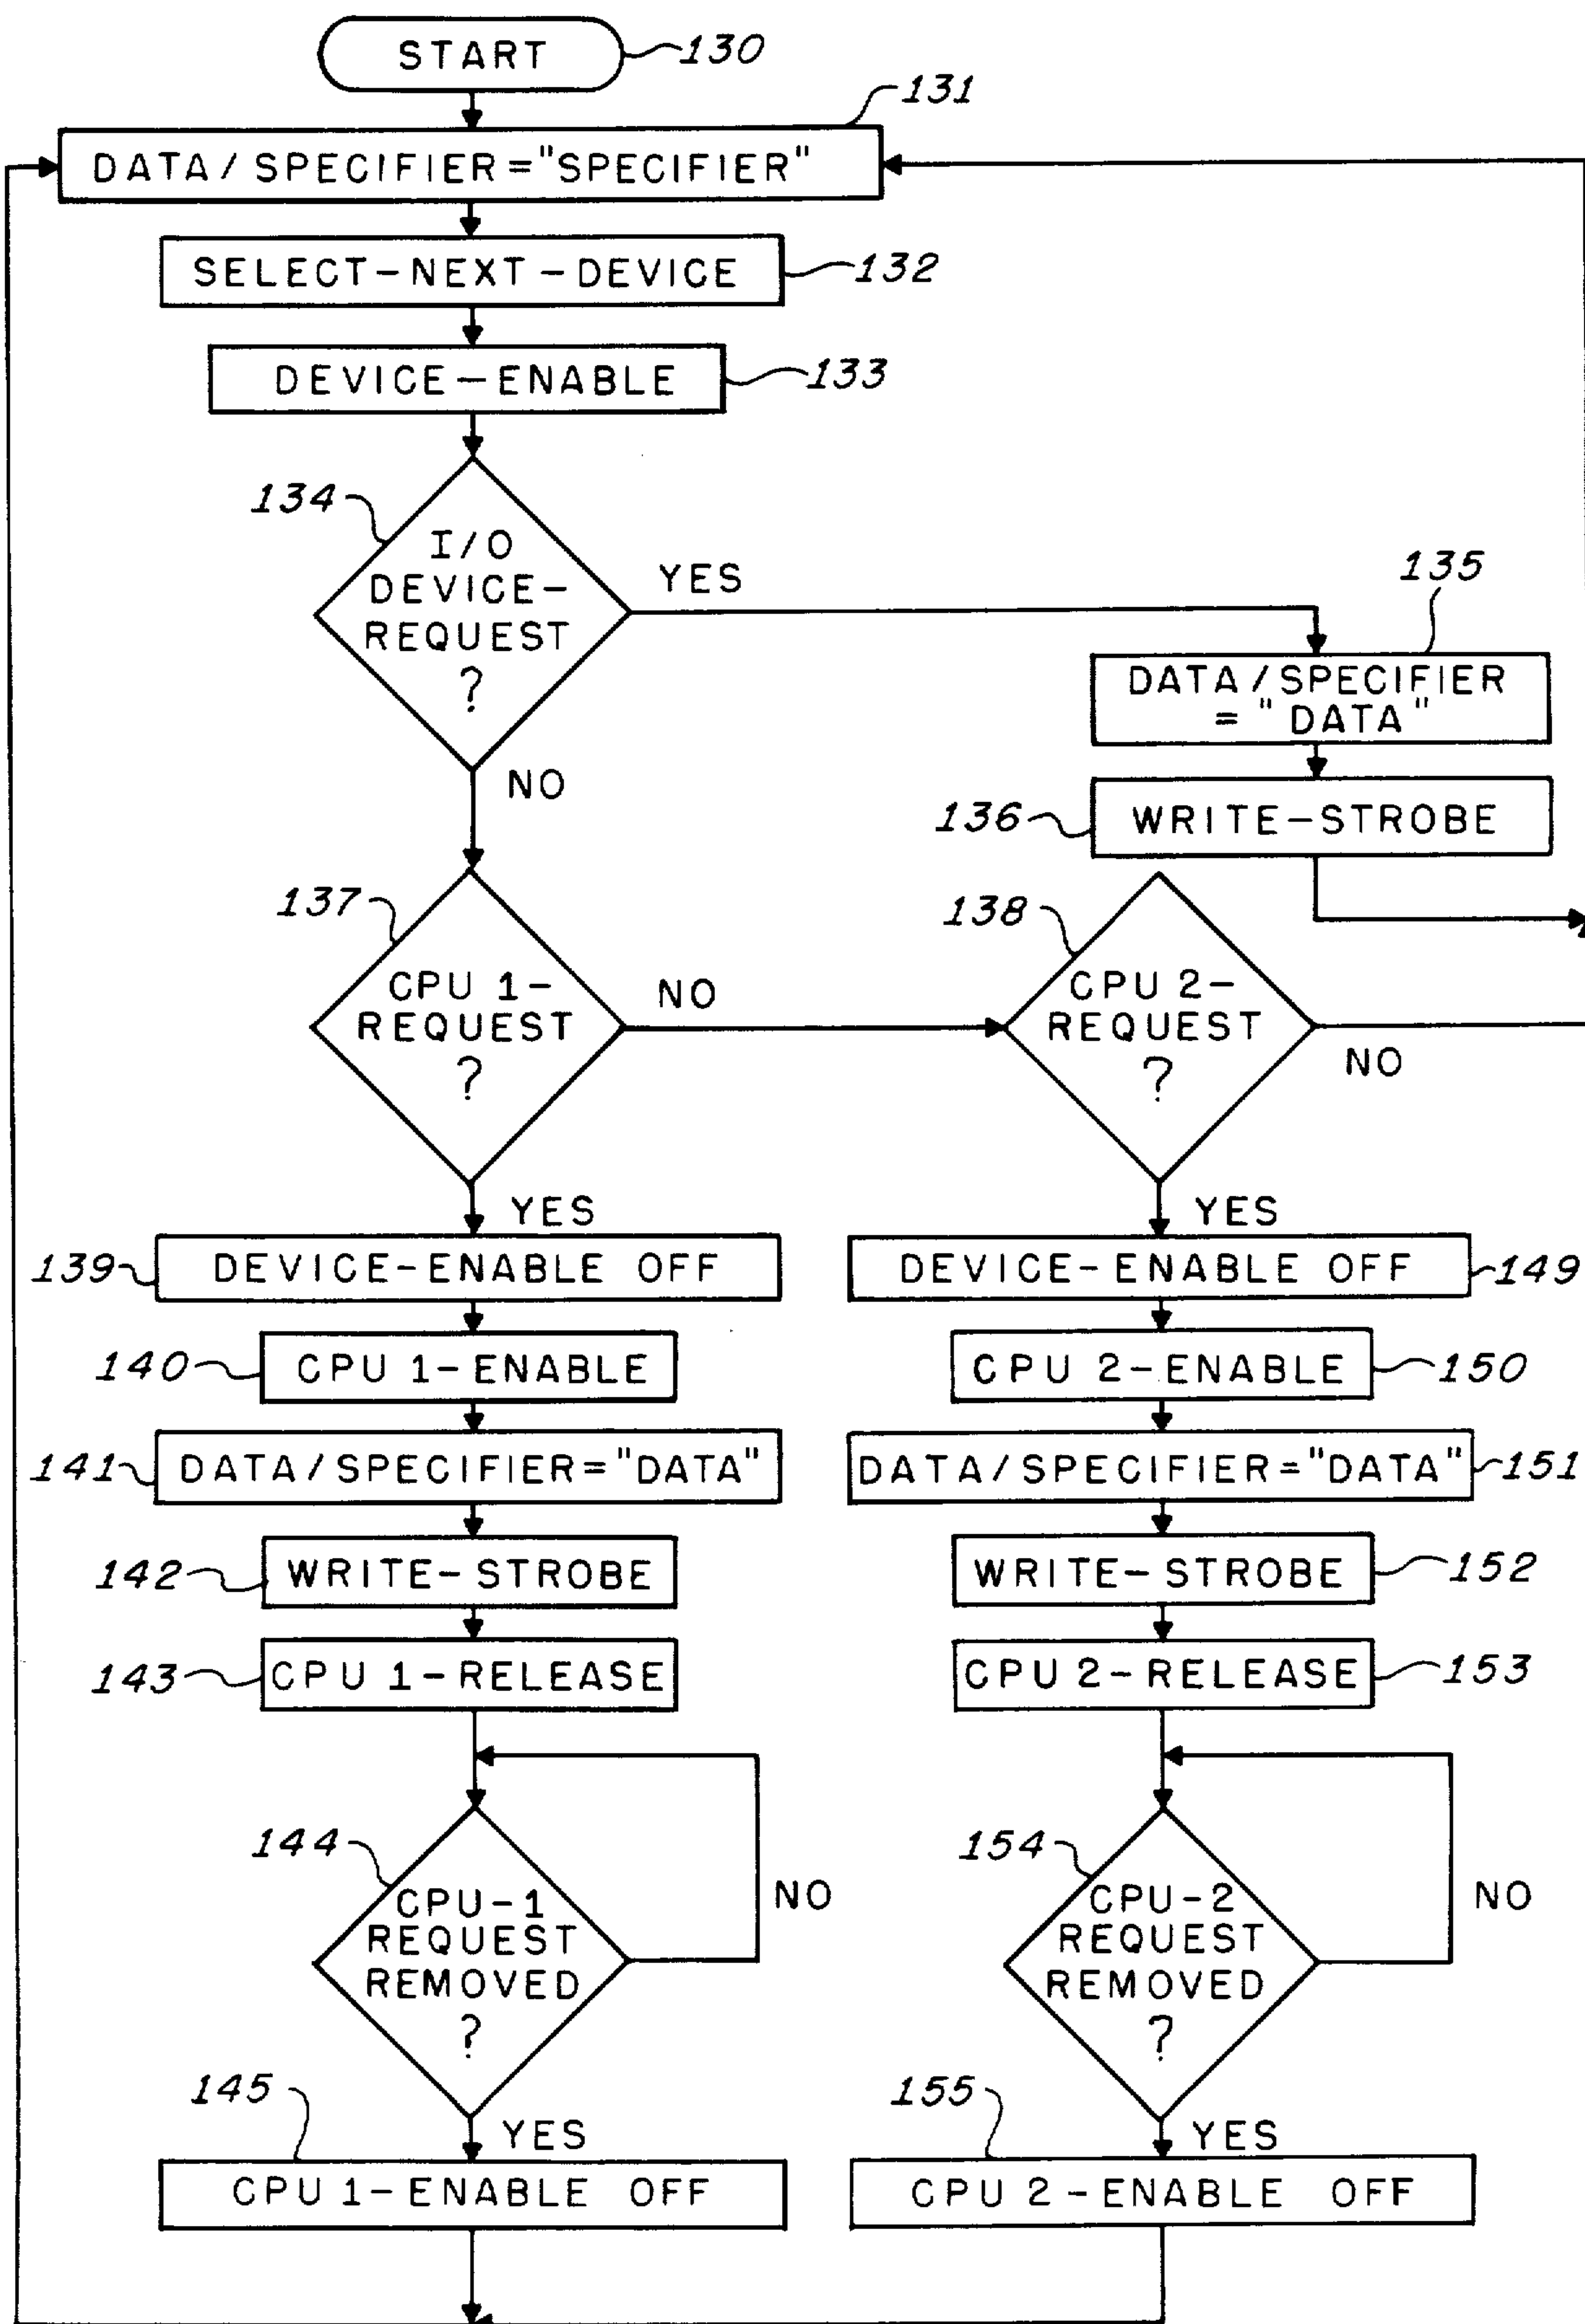 START
130
131
DATA/SPECIFIER="SPECIFIER"
SELECT-NEXT-DEVICE
132
DEVICE-ENABLE
133
134
I/O
DEVICE-
REQUEST
?
YES
NO
135
DATA/SPECIFIER
="DATA"
136
WRITE-STROBE
137
CPU 1-
REQUEST
?
NO
138
CPU 2-
REQUEST
?
NO
YES
YES
139
DEVICE-ENABLE OFF
DEVICE-ENABLE OFF
149
140
CPU 1-ENABLE
CPU 2-ENABLE
150
141
DATA/SPECIFIER="DATA"
DATA/SPECIFIER="DATA"
151
142
WRITE-STROBE
WRITE-STROBE
152
143
CPU 1-RELEASE
CPU 2-RELEASE
153
144
CPU-1
REQUEST
REMOVED
?
NO
154
CPU-2
REQUEST
REMOVED
?
NO
145
YES
155
YES
CPU 1-ENABLE OFF
CPU 2-ENABLE OFF